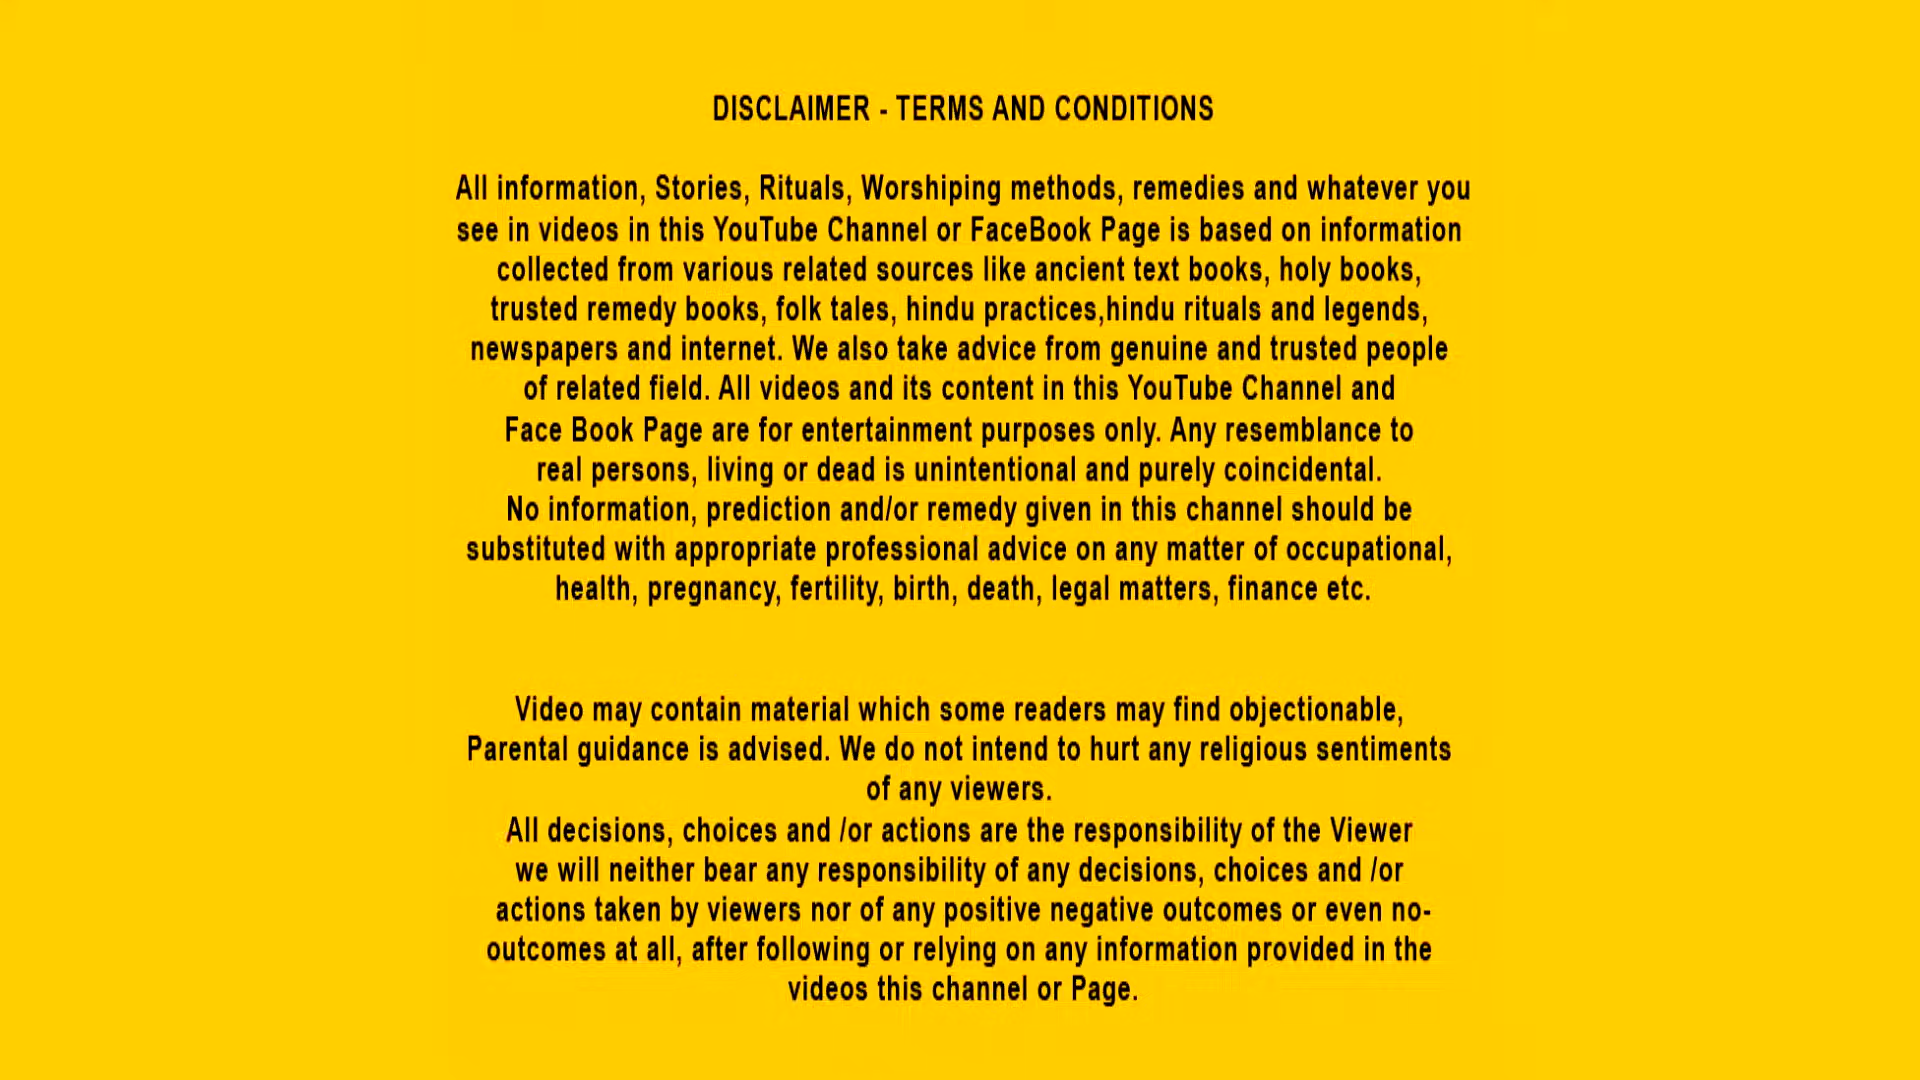 DISCLAIMER - TERMS AND CONDITIONS
All information, Stories, Rituals, Worshiping methods, remedies and whatever you
see in videos in this YouTube Channel or FaceBook Page is based on information
collected from various related sources like ancient text books, holy books,
trusted remedy books, folk tales, hindu practices,hindu rituals and legends,
newspapers and internet. We also take advice from genuine and trusted people
of related field. All videos and its content in this YouTube Channel and
Face Book Page are for entertainment purposes only. Any resemblance to
real persons, living or dead is unintentional and purely coincidental.
No information, prediction and/or remedy given in this channel should be
substituted with appropriate professional advice on any matter of occupational,
health, pregnancy, fertility, birth, death, legal matters, finance etc.
Video may contain material which some readers may find objectionable,
Parental guidance is advised. We do not intend to hurt any religious sentiments
of any viewers.
All decisions, choices and /or actions are the responsibility of the Viewer
we will neither bear any responsibility of any decisions, choices and /or
actions taken by viewers nor of any positive negative outcomes or even no-
outcomes at all, after following or relying on any information provided in the
videos this channel or Page.